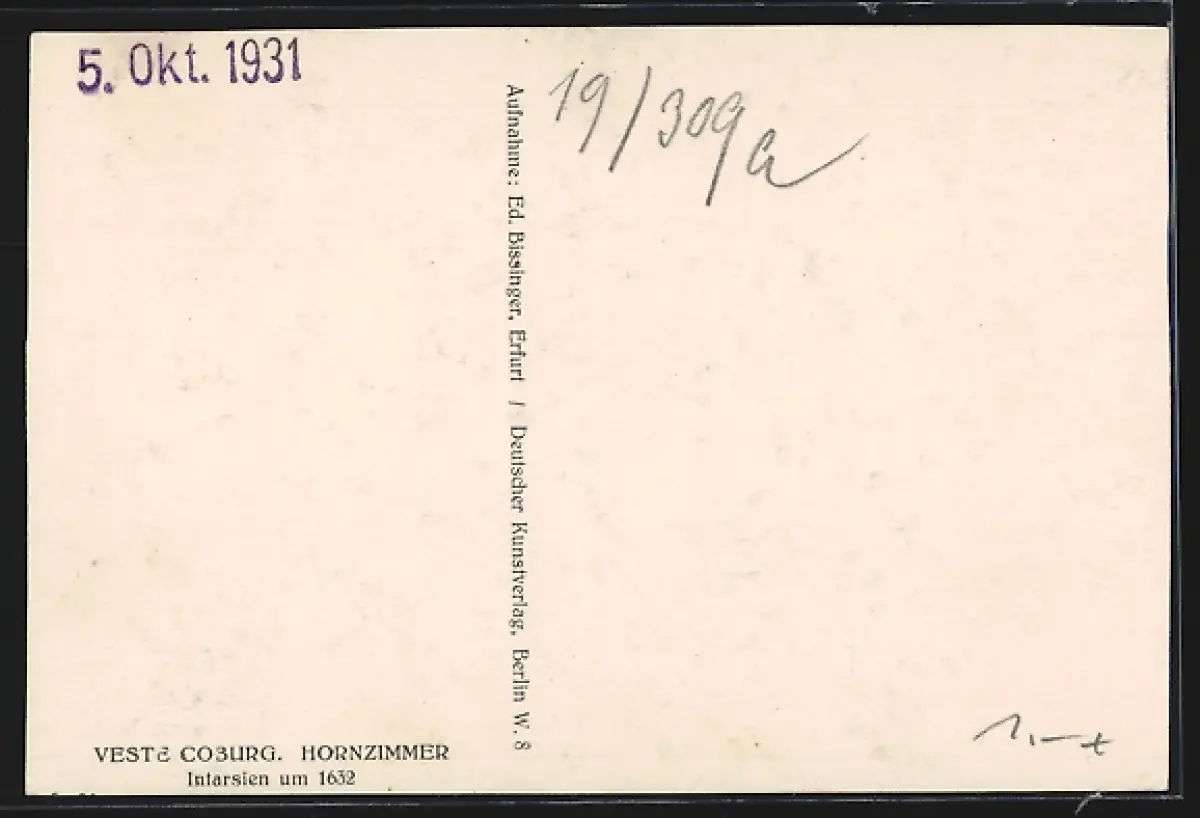 5. Okt. 1931
19/309a
Aufnahme: Ed. Bissinger, Erfurt / Deutscher Kunstverlag, Berlin W. 8
VESTE COBURG. HORNZIMMER
Intarsien um 1632
1,-+